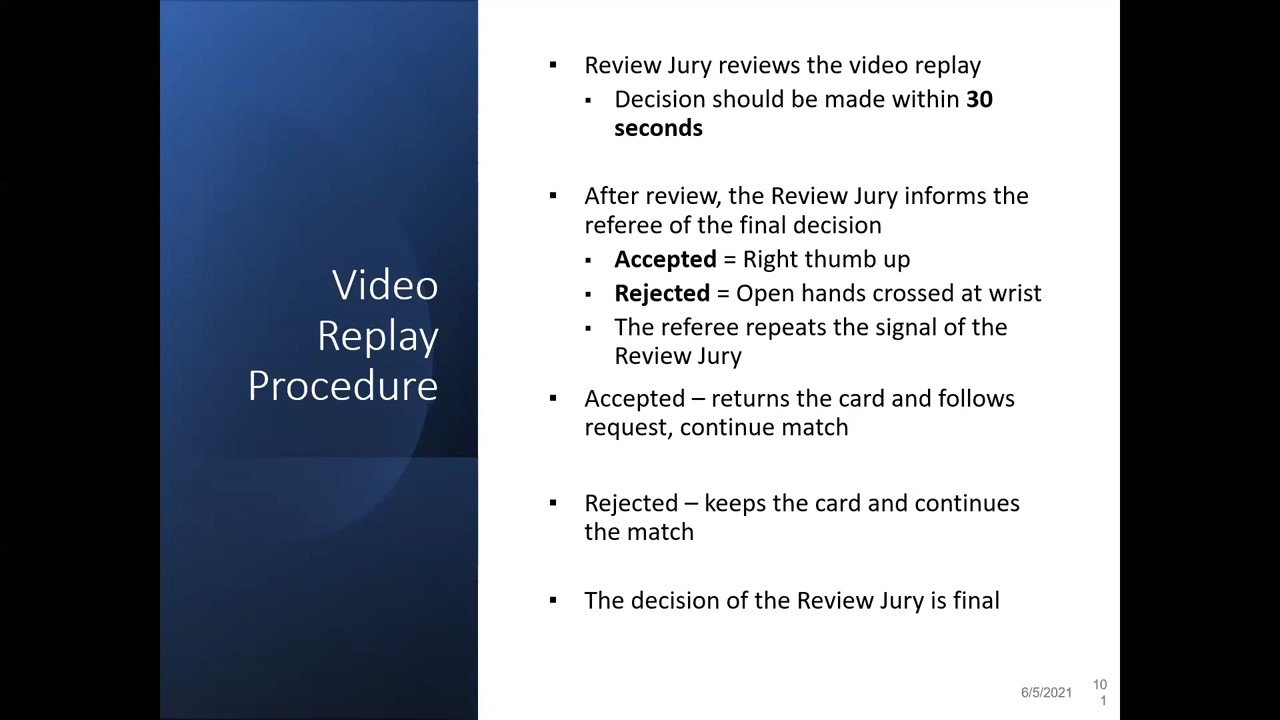 Video
Replay
Procedure
▪ Review Jury reviews the video replay
▪ Decision should be made within 30
seconds
▪ After review, the Review Jury informs the
referee of the final decision
▪ Accepted = Right thumb up
▪ Rejected = Open hands crossed at wrist
▪ The referee repeats the signal of the
Review Jury
▪ Accepted – returns the card and follows
request, continue match
▪ Rejected – keeps the card and continues
the match
▪ The decision of the Review Jury is final
6/5/2021
10
1